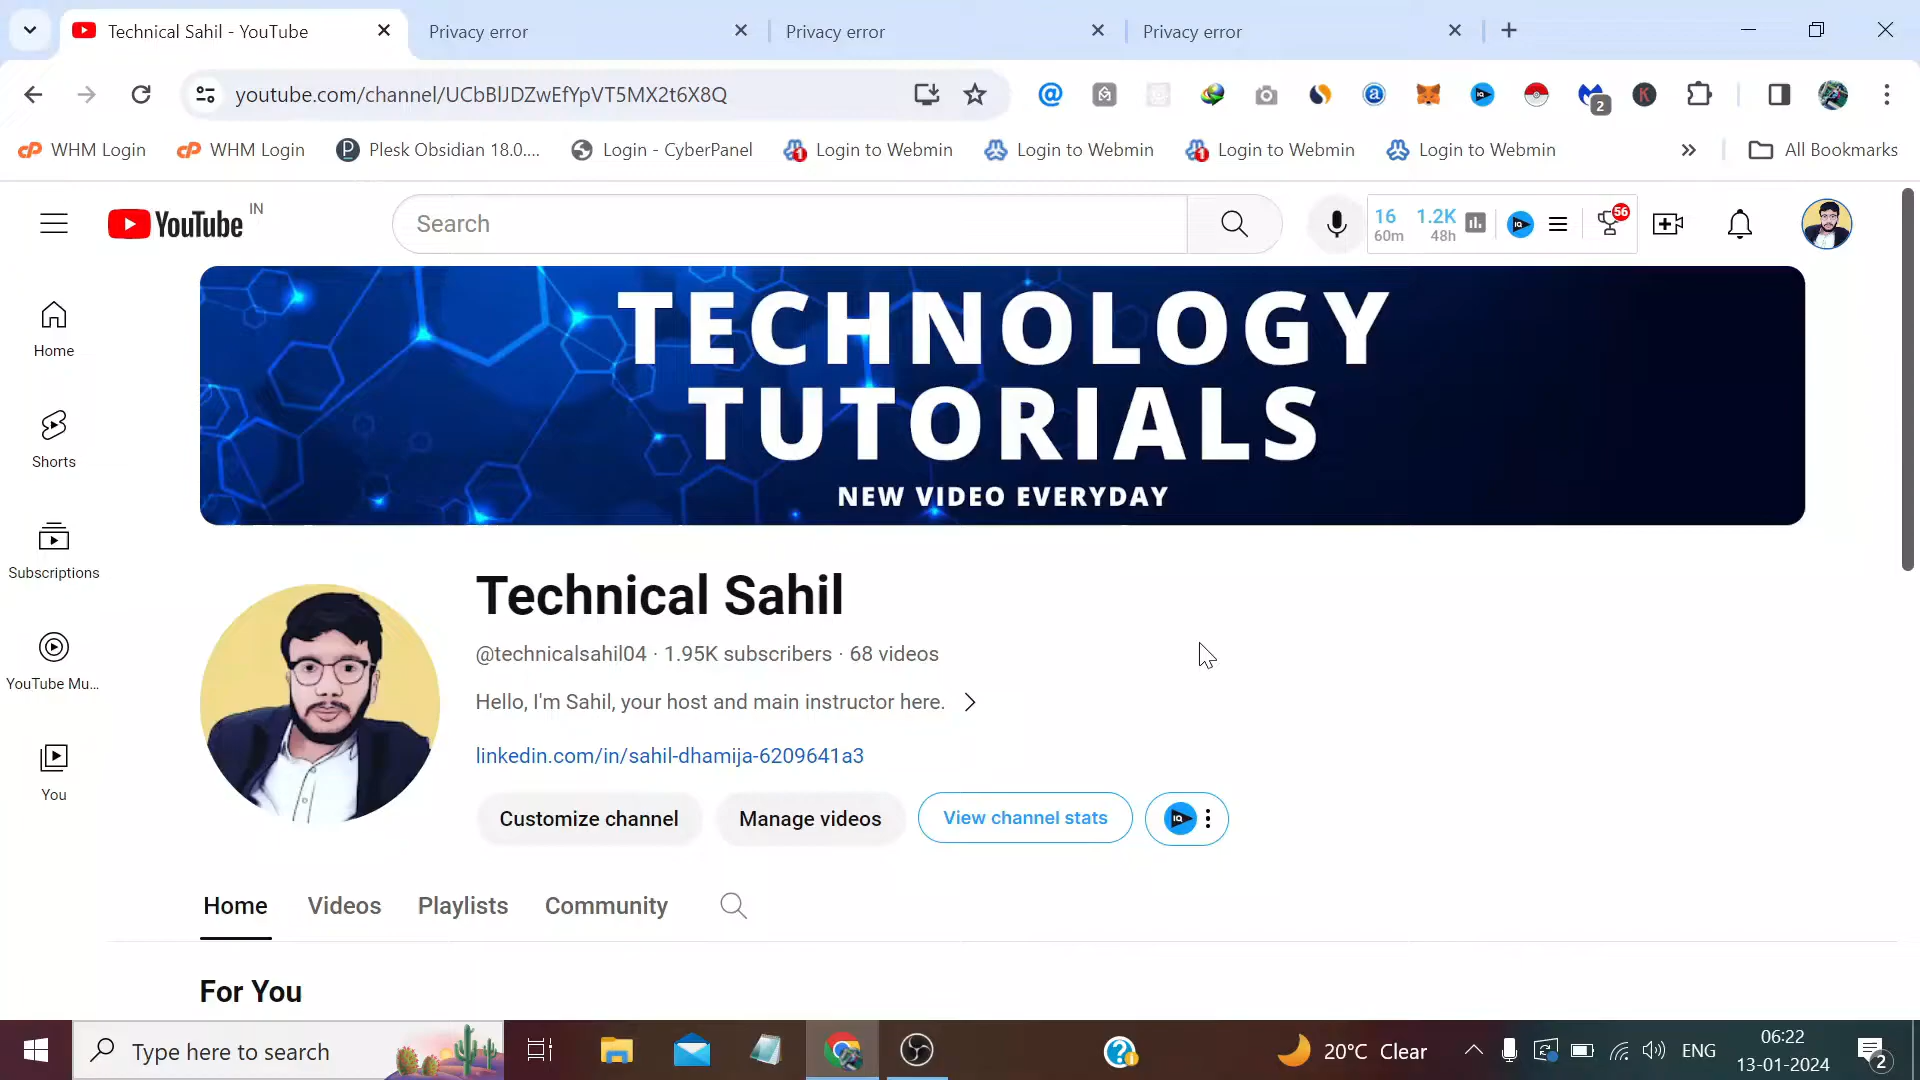 Technical Sahil - YouTube
Privacy error
Privacy error
Privacy error
youtube.com/channel/UCbBlJDZwEfYpVT5MX2t6X8Q
2
WHM Login
WHM Login
Plesk Obsidian 18.0....
Login - CyberPanel
Login to Webmin
Login to Webmin
Login to Webmin
Login to Webmin
All Bookmarks
YouTube IN
Search
16
60m
1.2K
48h
56
TECHNOLOGY
TUTORIALS
NEW VIDEO EVERYDAY
Home
Shorts
Subscriptions
YouTube Mu...
You
Technical Sahil
@technicalsahil04 · 1.95K subscribers · 68 videos
Hello, I'm Sahil, your host and main instructor here.
linkedin.com/in/sahil-dhamija-6209641a3
Customize channel
Manage videos
View channel stats
IQ
Home
Videos
Playlists
Community
For You
Type here to search
20°C Clear
ENG
06:22
13-01-2024
2